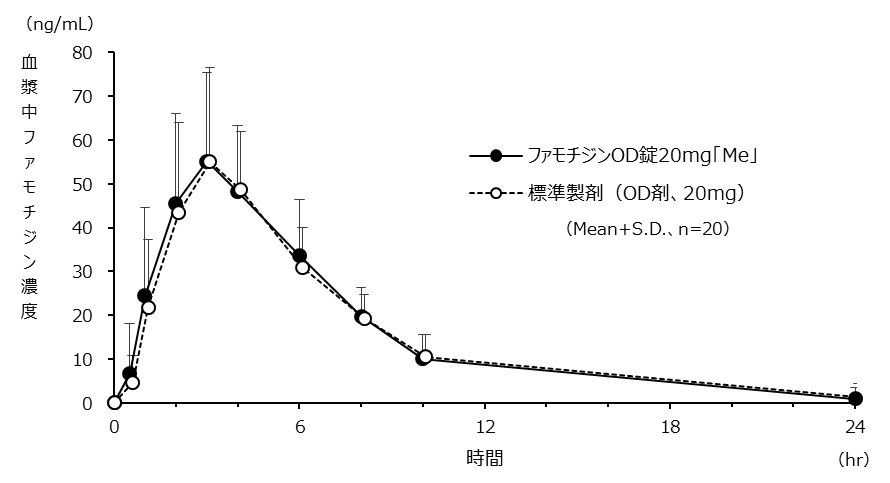 （ng/mL）
血漿中ファモチジン濃度
80
70
60
50
40
30
20
10
0
ファモチジンOD錠20mg「Me」
標準製剤（OD剤、20mg）
（Mean+S.D.、n=20）
0 6 12 18 24
時間
（hr）